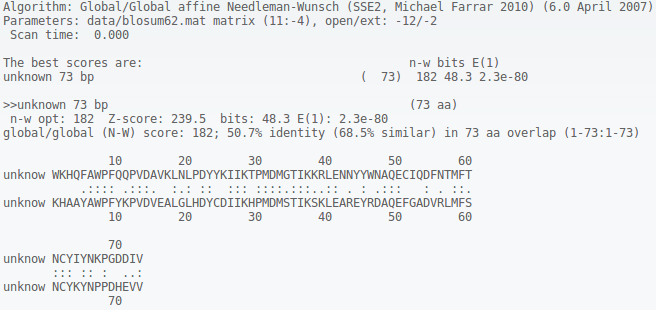 Algorithm: Global/Global affine Needleman-Wunsch (SSE2, Michael Farrar 2010) (6.0 April 2007)
Parameters: data/blosum62.mat matrix (11:-4), open/ext: -12/-2
 Scan time:  0.000

The best scores are:                                      n-w bits E(1)
unknown 73 bp                                      (  73)  182 48.3 2.3e-80

>>unknown 73 bp                                           (73 aa)
 n-w opt: 182  Z-score: 239.5  bits: 48.3 E(1): 2.3e-80
global/global (N-W) score: 182; 50.7% identity (68.5% similar) in 73 aa overlap (1-73:1-73)

               10        20        30        40        50        60
unknow WKHQFAWPFQQPVDAVKLNLPDYYKIIKTPMDMGTIKKRLENNYYWNAQECIQDFNTMFT
           .:::: .:::.  :.: ::  ::: ::::.:::..:: . : .:::   : . ::.
unknow KHAAYAWPFYKPVDVEALGLHDYCDIIKHPMDMSTIKSKLEAREYRDAQEFGADVRLMFS
               10        20        30        40        50        60

               70
unknow NCYIYNKPGDDIV
       ::: :: :  ..:
unknow NCYKYNPPDHEVV
               70